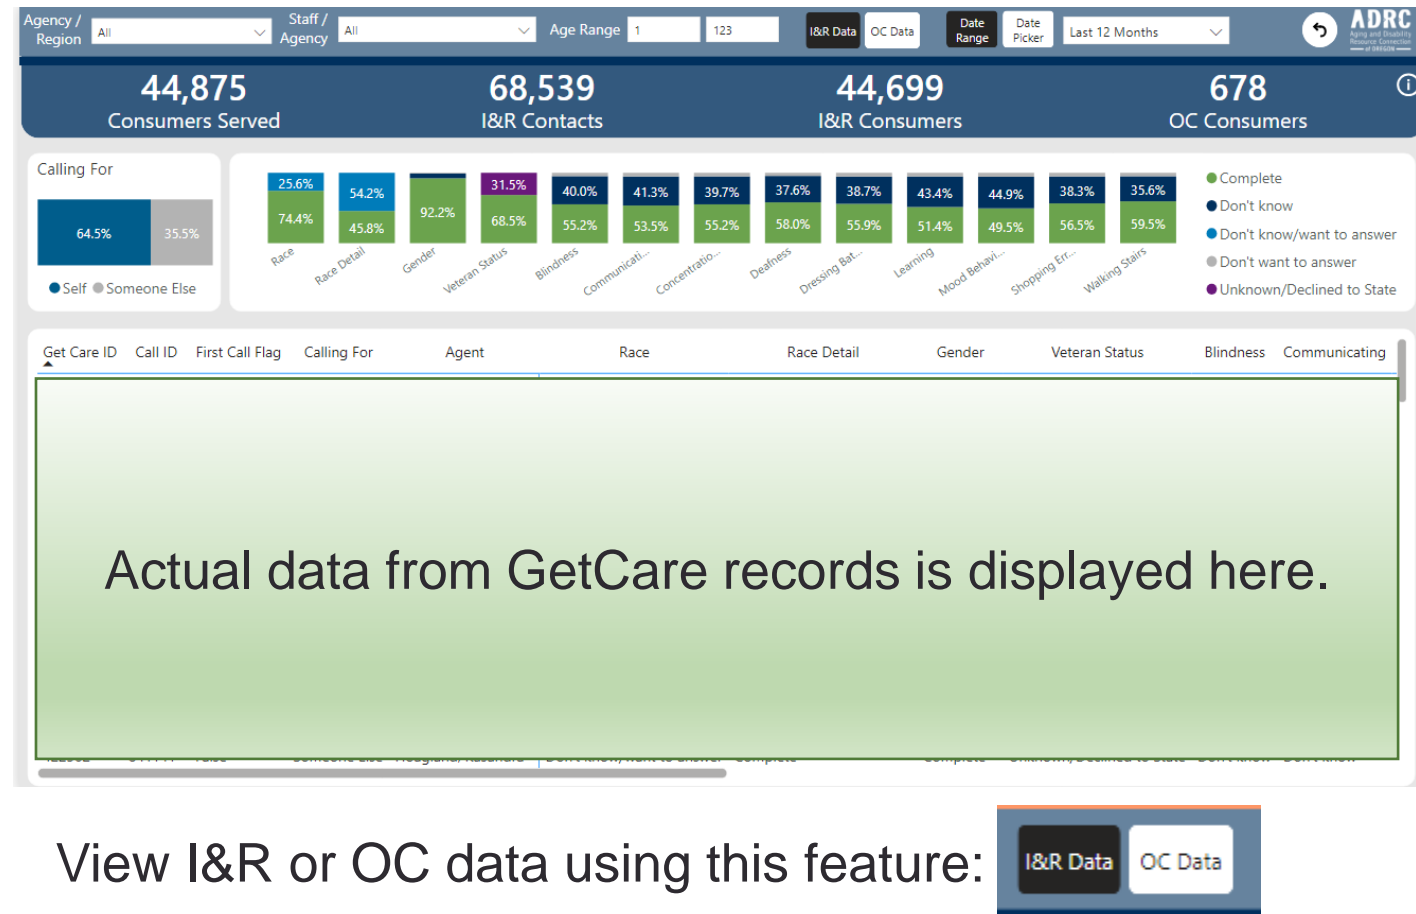 Agency / Region All Staff / Agency All Age Range 1 123 I&R Data OC Data Date Range Date Picker Last 12 Months ADRC
Aging and Disability
Resource Connection
of OREGON
44,875 68,539 44,699 678
Consumers Served I&R Contacts I&R Consumers OC Consumers
Calling For
64.5% 35.5%
Self Someone Else
25.6% 54.2% 31.5% 40.0% 41.3% 39.7% 37.6% 38.7% 43.4% 44.9% 38.3% 35.6%
74.4% 45.8% 92.2% 68.5% 55.2% 53.5% 55.2% 58.0% 55.9% 51.4% 49.5% 56.5% 59.5%
Race Race Detail Gender Veteran Status Blindness Communicati... Concentratio... Deafness Dressing Bat... Learning Mood Behavi... Shopping Err... Walking Stairs
Complete
Don't know
Don't know/want to answer
Don't want to answer
Unknown/Declined to State
Get Care ID Call ID First Call Flag Calling For Agent Race Race Detail Gender Veteran Status Blindness Communicating
Actual data from GetCare records is displayed here.
View I&R or OC data using this feature: I&R Data OC Data